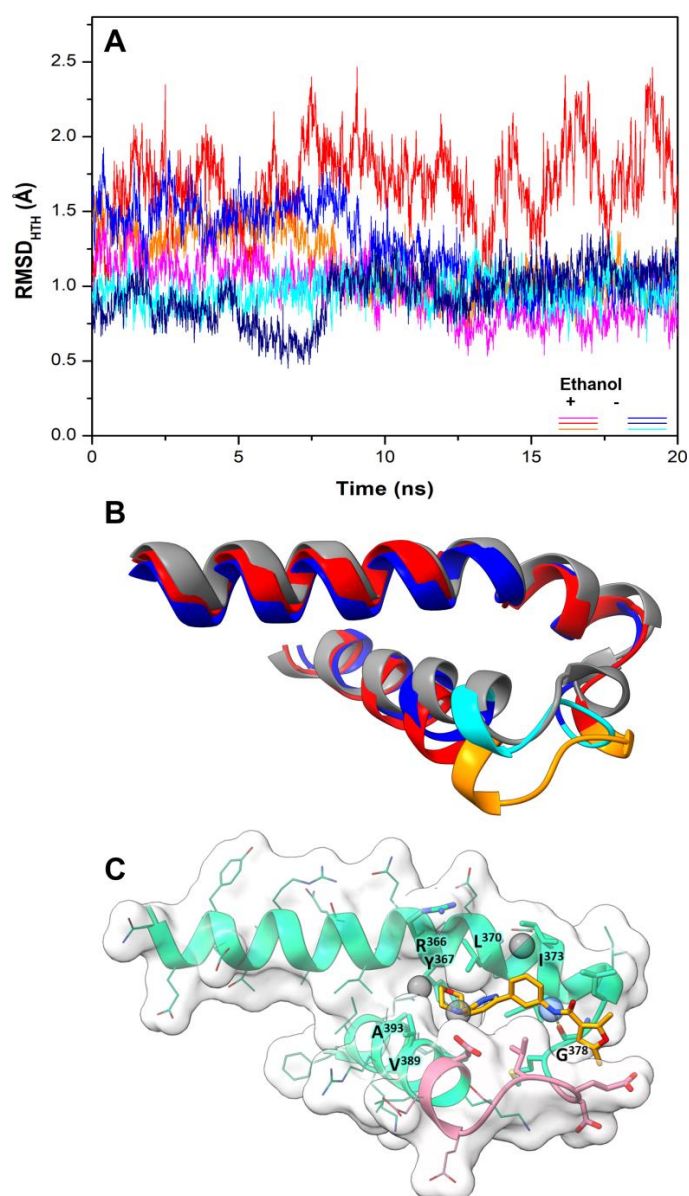 A
RMSD_HTH (Å)
2.5
2.0
1.5
1.0
0.5
0.0
Ethanol
+ -
0 5 10 15 20
Time (ns)
B
C
R³⁶⁶
L³⁷⁰
Y³⁶⁷
I³⁷³
A³⁹³
V³⁸⁹
G³⁷⁸